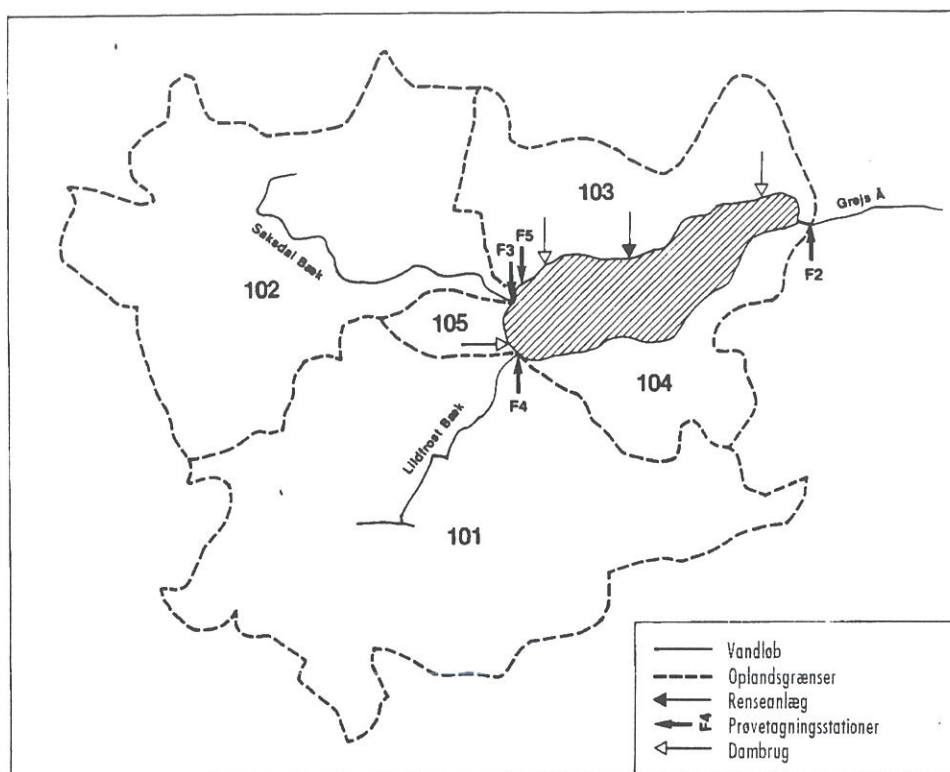 103
Grejs Å
F5
F3
F2
Saksdal Bæk
102
105
104
F4
Lildfrost Bæk
101
Vandløb
Oplandsgrænser
Renseanlæg
F4 Prøvetagningsstationer
Dambrug